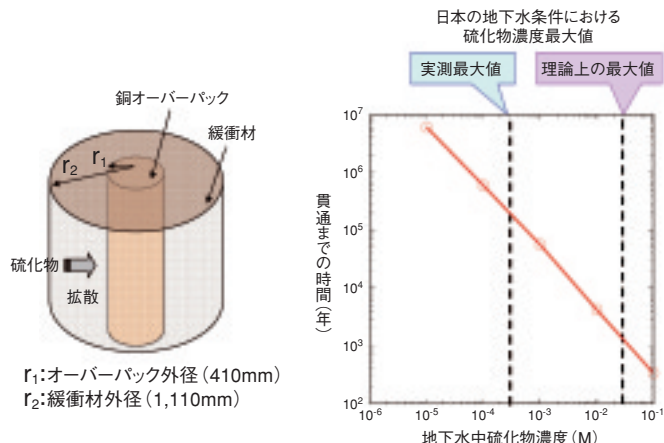 銅オーバーパック
緩衝材
r1
r2
硫化物
拡散
r1:オーバーパック外径（410mm）
r2:緩衝材外径（1,110mm）
日本の地下水条件における
硫化物濃度最大値
実測最大値
理論上の最大値
貫通までの時間（年）
10^7
10^6
10^5
10^4
10^3
10^2
10^-6
10^-5
10^-4
10^-3
10^-2
10^-1
地下水中硫化物濃度（M）